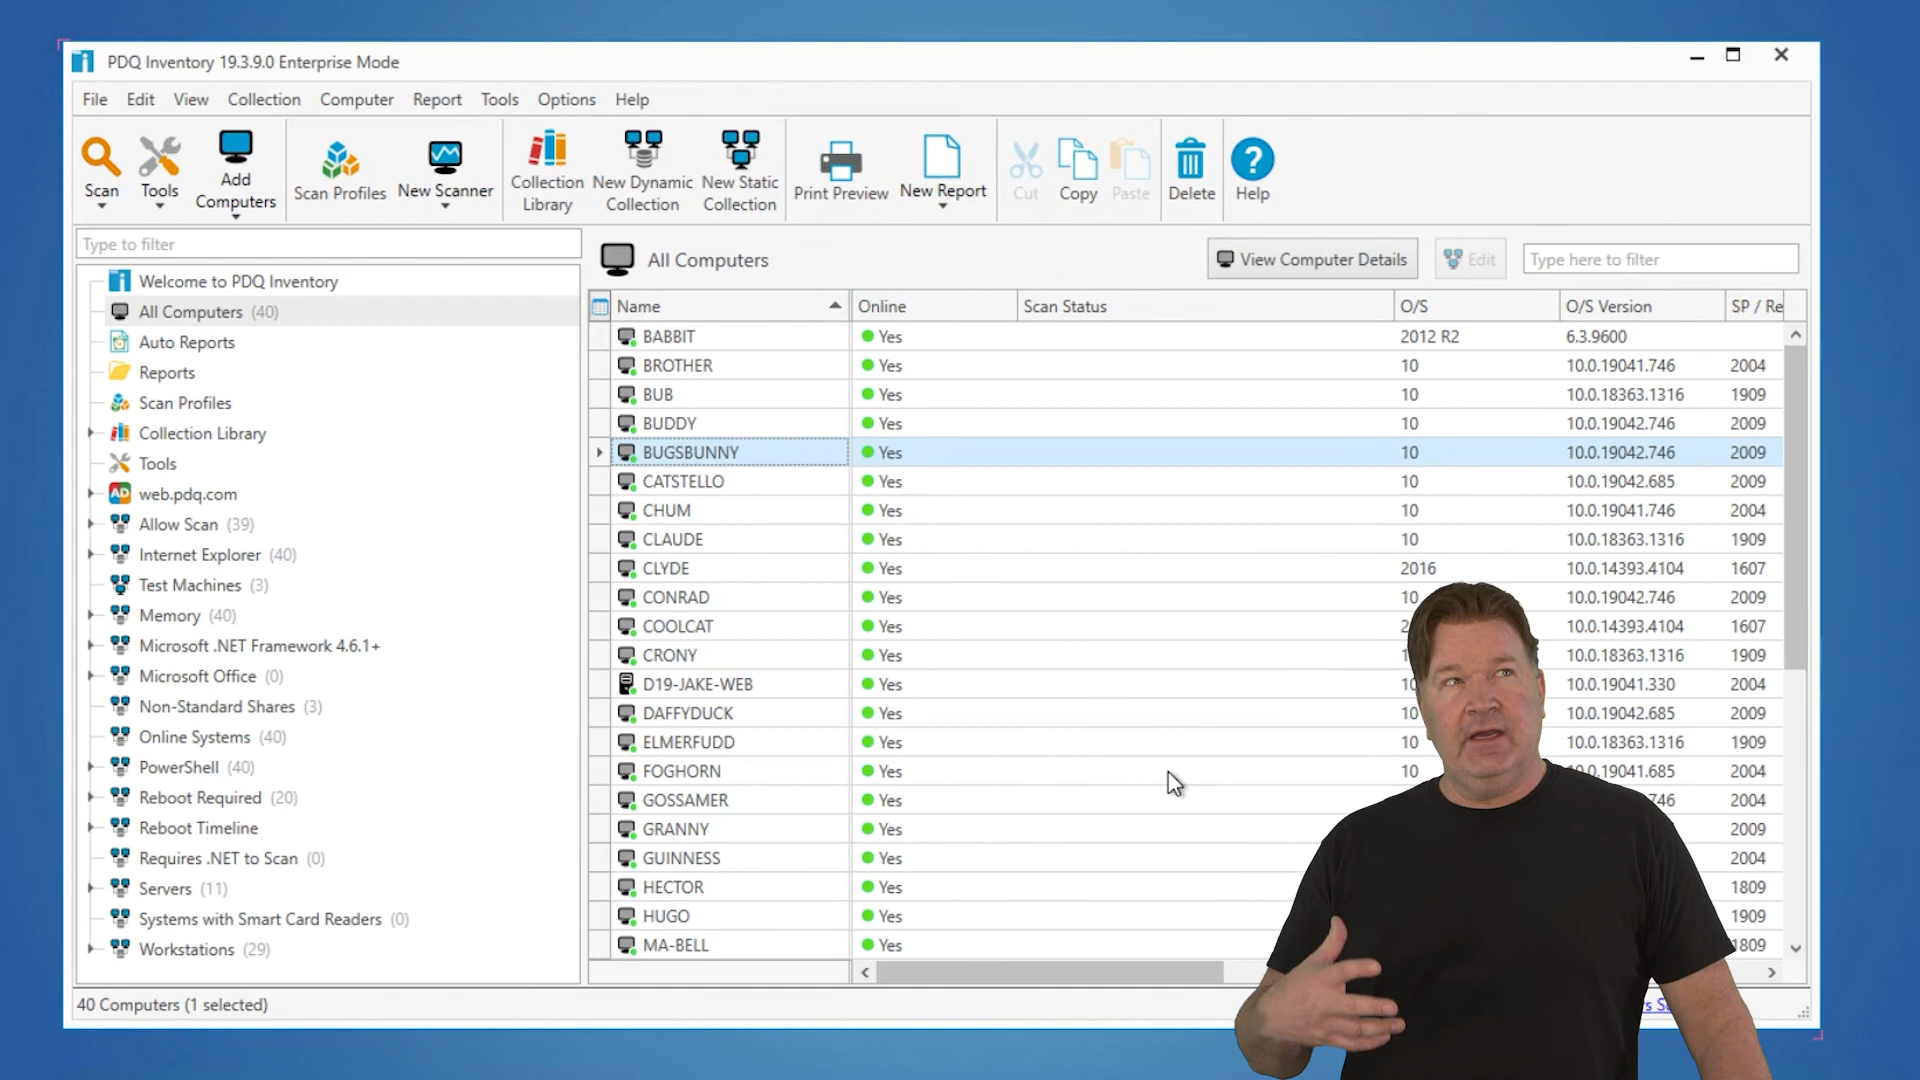 PDQ Inventory 19.3.9.0 Enterprise Mode
File Edit View Collection Computer Report Tools Options Help
Scan Tools Add Computers Scan Profiles New Scanner Collection Library New Dynamic Collection New Static Collection Print Preview New Report Cut Copy Paste Delete Help
Type to filter
Welcome to PDQ Inventory
All Computers (40)
Auto Reports
Reports
Scan Profiles
Collection Library
Tools
web.pdq.com
Allow Scan (39)
Internet Explorer (40)
Test Machines (3)
Memory (40)
Microsoft .NET Framework 4.6.1+
Microsoft Office (0)
Non-Standard Shares (3)
Online Systems (40)
PowerShell (40)
Reboot Required (20)
Reboot Timeline
Requires .NET to Scan (0)
Servers (11)
Systems with Smart Card Readers (0)
Workstations (29)
All Computers View Computer Details Edit Type here to filter
Name Online Scan Status O/S O/S Version SP / Re
BABBIT Yes 2012 R2 6.3.9600
BROTHER Yes 10 10.0.19041.746 2004
BUB Yes 10 10.0.18363.1316 1909
BUDDY Yes 10 10.0.19042.746 2009
BUGSBUNNY Yes 10 10.0.19042.746 2009
CATSTELLO Yes 10 10.0.19042.685 2009
CHUM Yes 10 10.0.19041.746 2004
CLAUDE Yes 10 10.0.18363.1316 1909
CLYDE Yes 2016 10.0.14393.4104 1607
CONRAD Yes 10 10.0.19042.746 2009
COOLCAT Yes 2 10.0.14393.4104 1607
CRONY Yes 1 10.0.18363.1316 1909
D19-JAKE-WEB Yes 10 10.0.19041.330 2004
DAFFYDUCK Yes 10 10.0.19042.685 2009
ELMERFUDD Yes 10 10.0.18363.1316 1909
FOGHORN Yes 10 0.19041.685 2004
GOSSAMER Yes 746 2004
GRANNY Yes 2009
GUINNESS Yes 2004
HECTOR Yes 1809
HUGO Yes 1909
MA-BELL Yes 1809
40 Computers (1 selected)